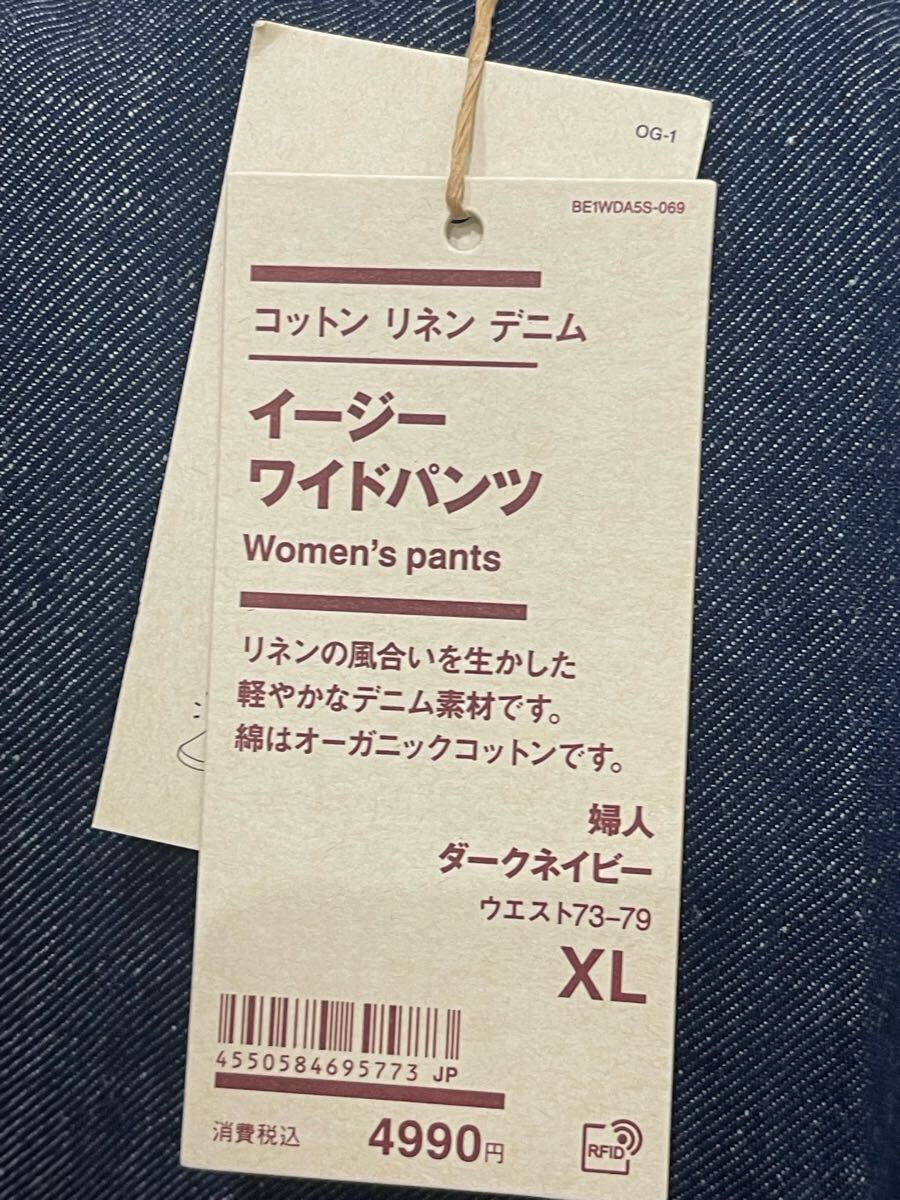 OG-1
BE1WDA5S-069
コットン リネン デニム
イージー
ワイドパンツ
Women's pants
リネンの風合いを生かした
軽やかなデニム素材です。
綿はオーガニックコットンです。
婦人
ダークネイビー
ウエスト73–79
XL
4550584695773 JP
消費税込 4990円
RFID